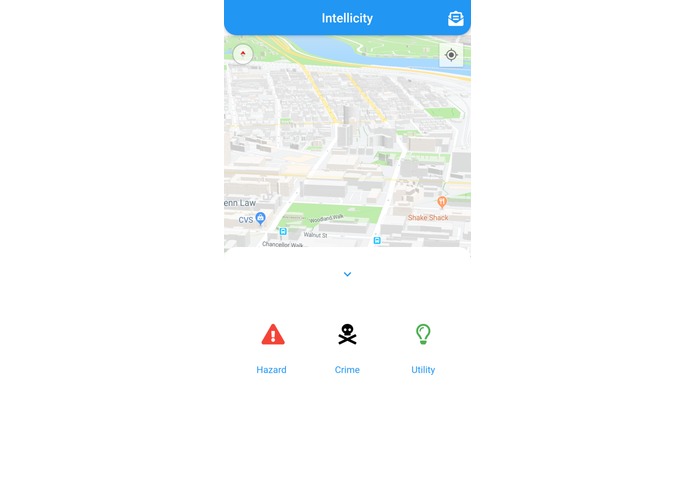 Intellicity
enn Law
CVS
Woodland Walk
Shake Shack
Walnut St
Chancellor Walk
Hazard
Crime
Utility